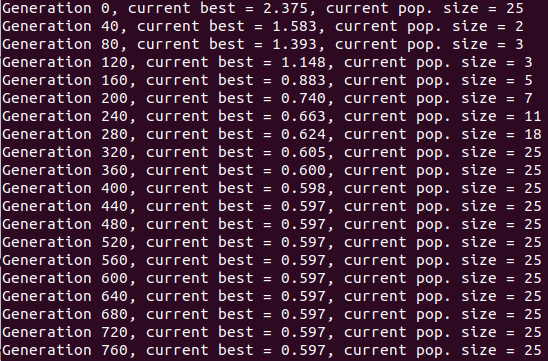 Generation 0, current best = 2.375, current pop. size = 25
Generation 40, current best = 1.583, current pop. size = 2
Generation 80, current best = 1.393, current pop. size = 3
Generation 120, current best = 1.148, current pop. size = 3
Generation 160, current best = 0.883, current pop. size = 5
Generation 200, current best = 0.740, current pop. size = 7
Generation 240, current best = 0.663, current pop. size = 11
Generation 280, current best = 0.624, current pop. size = 18
Generation 320, current best = 0.605, current pop. size = 25
Generation 360, current best = 0.600, current pop. size = 25
Generation 400, current best = 0.598, current pop. size = 25
Generation 440, current best = 0.597, current pop. size = 25
Generation 480, current best = 0.597, current pop. size = 25
Generation 520, current best = 0.597, current pop. size = 25
Generation 560, current best = 0.597, current pop. size = 25
Generation 600, current best = 0.597, current pop. size = 25
Generation 640, current best = 0.597, current pop. size = 25
Generation 680, current best = 0.597, current pop. size = 25
Generation 720, current best = 0.597, current pop. size = 25
Generation 760, current best = 0.597, current pop. size = 25